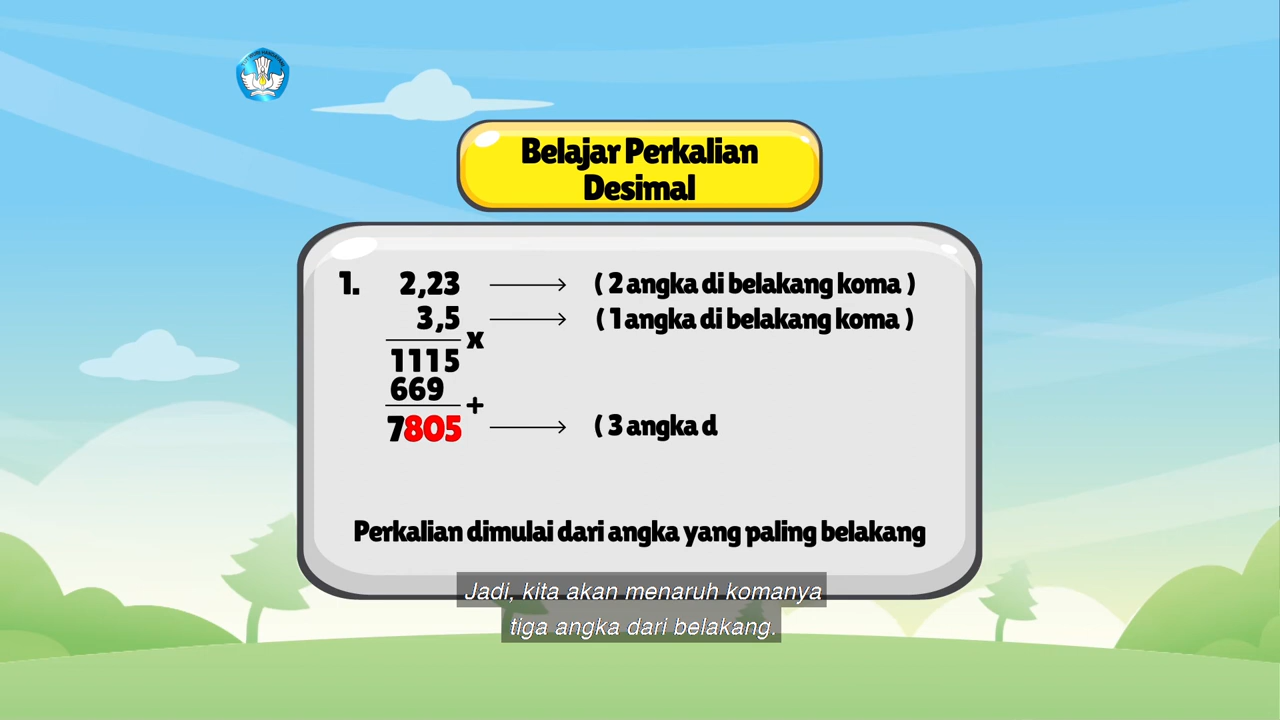 Belajar Perkalian
Desimal
1. 2,23 ⟶ ( 2 angka di belakang koma )
3,5 ⟶ ( 1 angka di belakang koma )
x
1115
669
+
7805 ⟶ ( 3 angka d
Perkalian dimulai dari angka yang paling belakang
Jadi, kita akan menaruh komanya
tiga angka dari belakang.